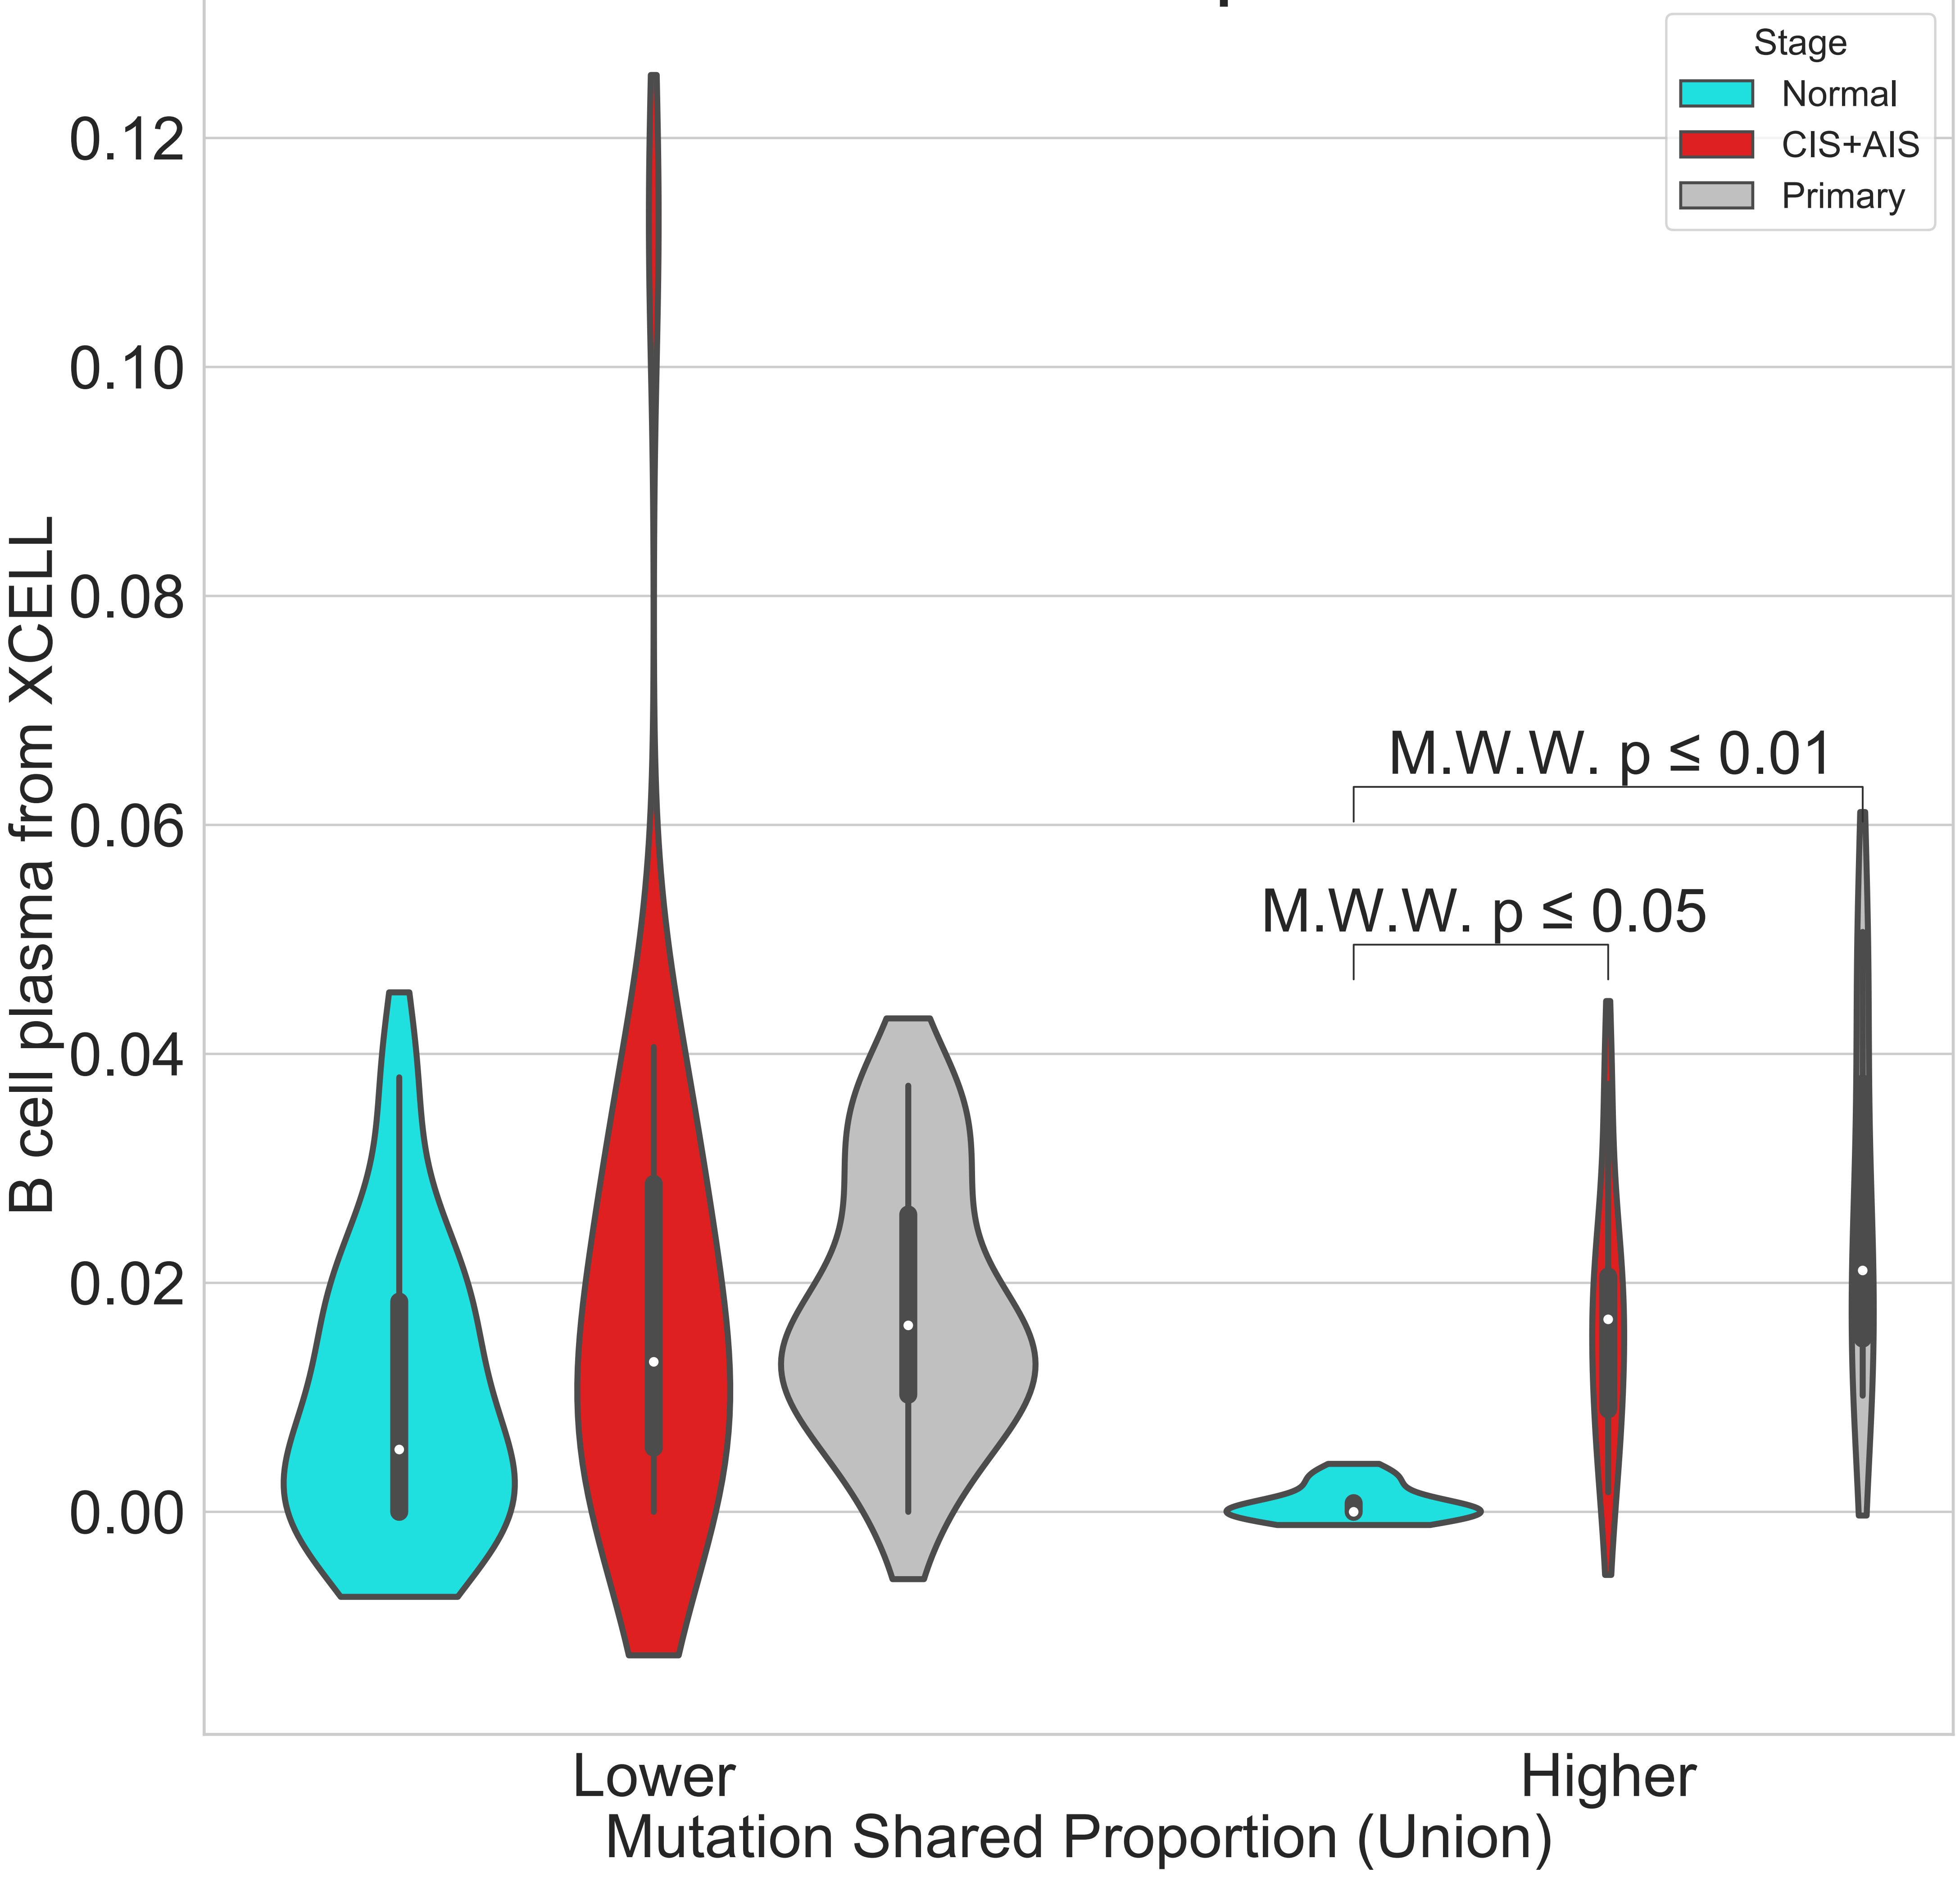 Stage
Normal
CIS+AIS
Primary
0.12
0.10
0.08
0.06
0.04
0.02
0.00
B cell plasma from XCELL
M.W.W. p ≤ 0.01
M.W.W. p ≤ 0.05
Lower
Higher
Mutation Shared Proportion (Union)